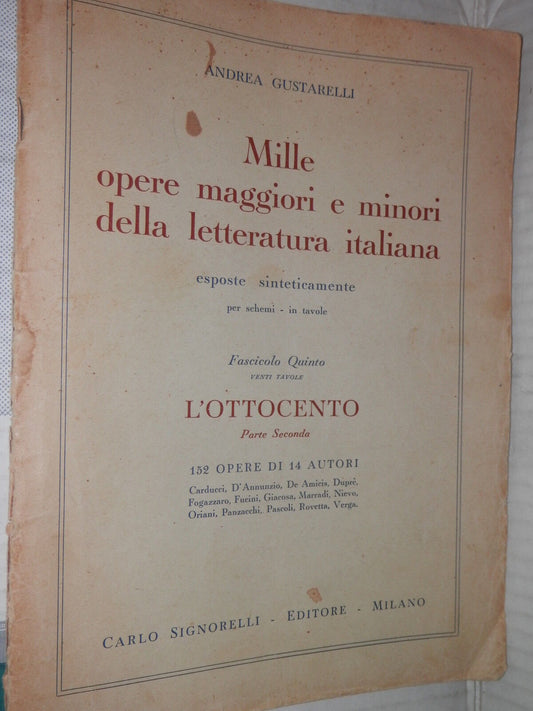 ANDREA GUSTARELLI
Mille
opere maggiori e minori
della letteratura italiana
esposte sinteticamente
per schemi - in tavole
Fascicolo Quinto
VENTI TAVOLE
L'OTTOCENTO
Parte Seconda
152 OPERE DI 14 AUTORI
Carducci, D'Annunzio, De Amicis, Dupré,
Fogazzaro, Fucini, Giacosa, Marradi, Nievo,
Oriani, Panzacchi, Pascoli, Rovetta, Verga.
CARLO SIGNORELLI - EDITORE - MILANO